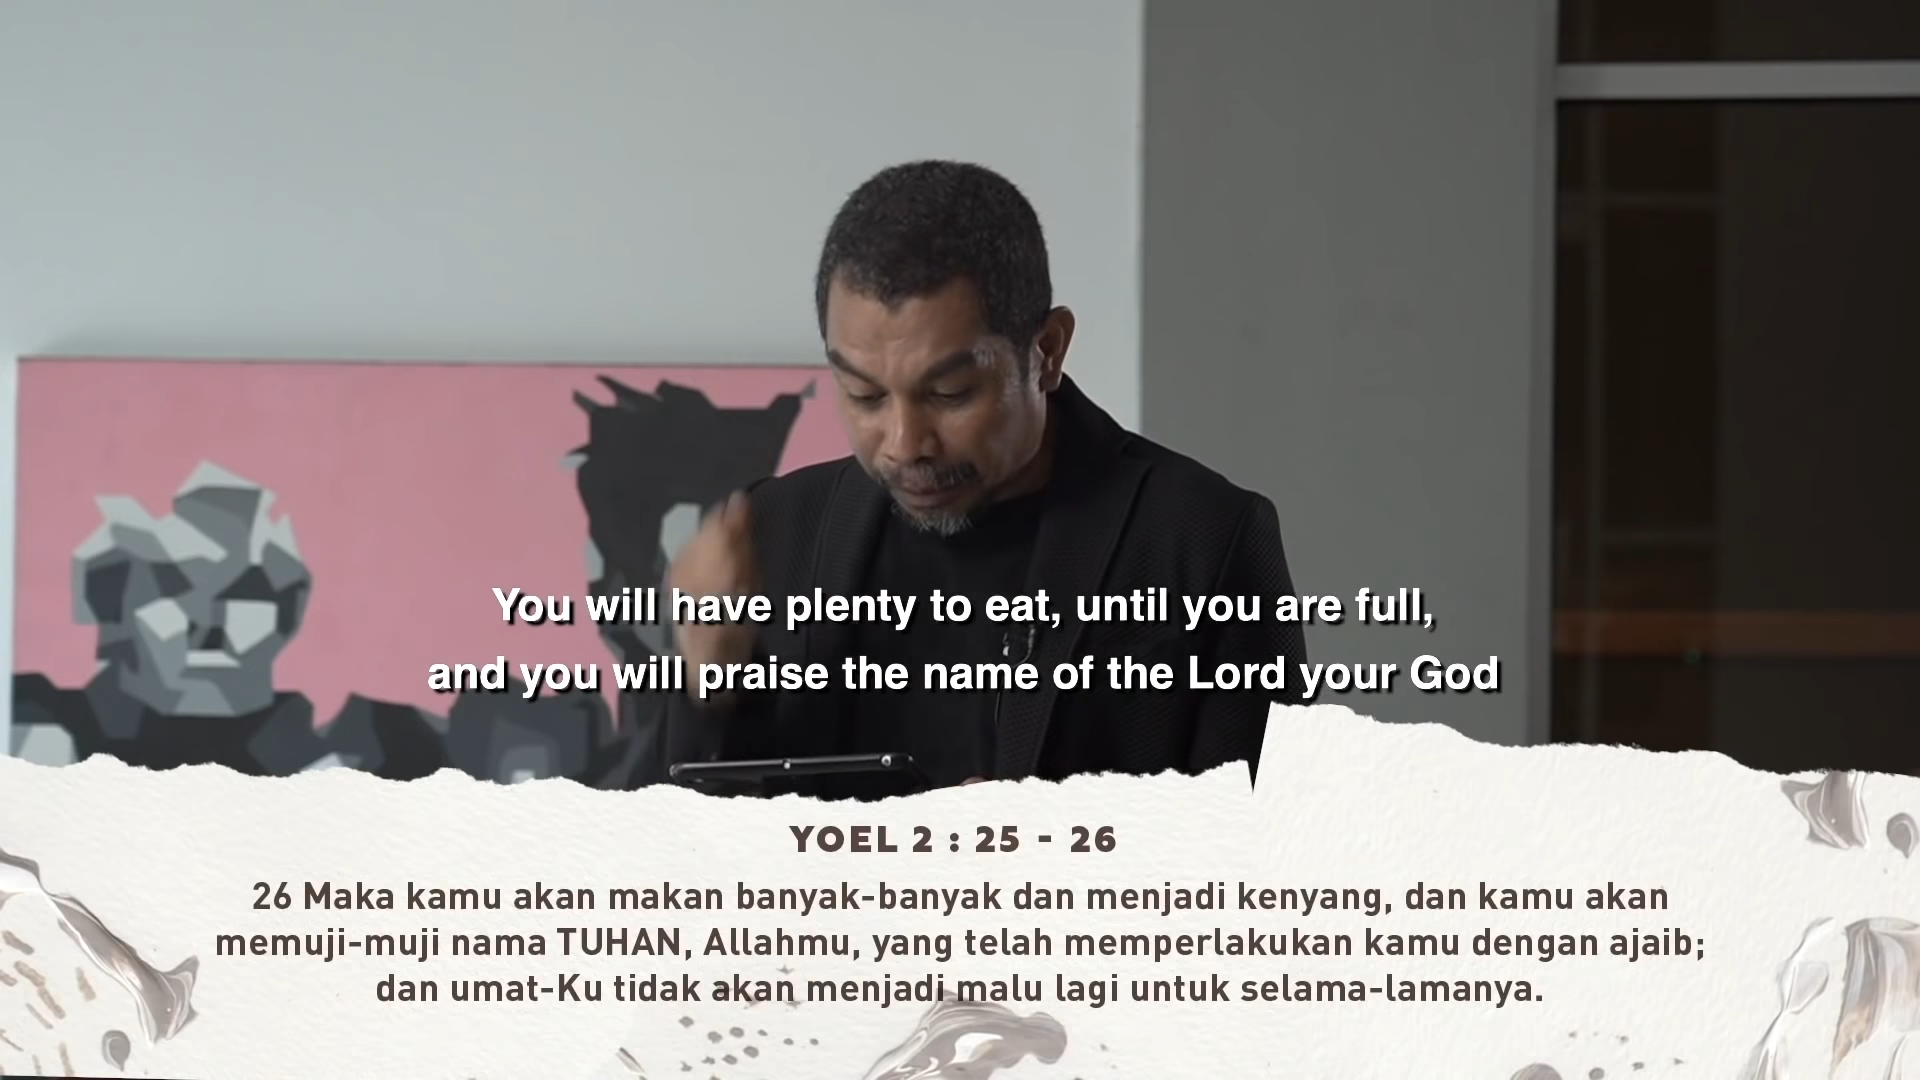 You will have plenty to eat, until you are full,
and you will praise the name of the Lord your God
YOEL 2 : 25 - 26
26 Maka kamu akan makan banyak-banyak dan menjadi kenyang, dan kamu akan
memuji-muji nama TUHAN, Allahmu, yang telah memperlakukan kamu dengan ajaib;
dan umat-Ku tidak akan menjadi malu lagi untuk selama-lamanya.